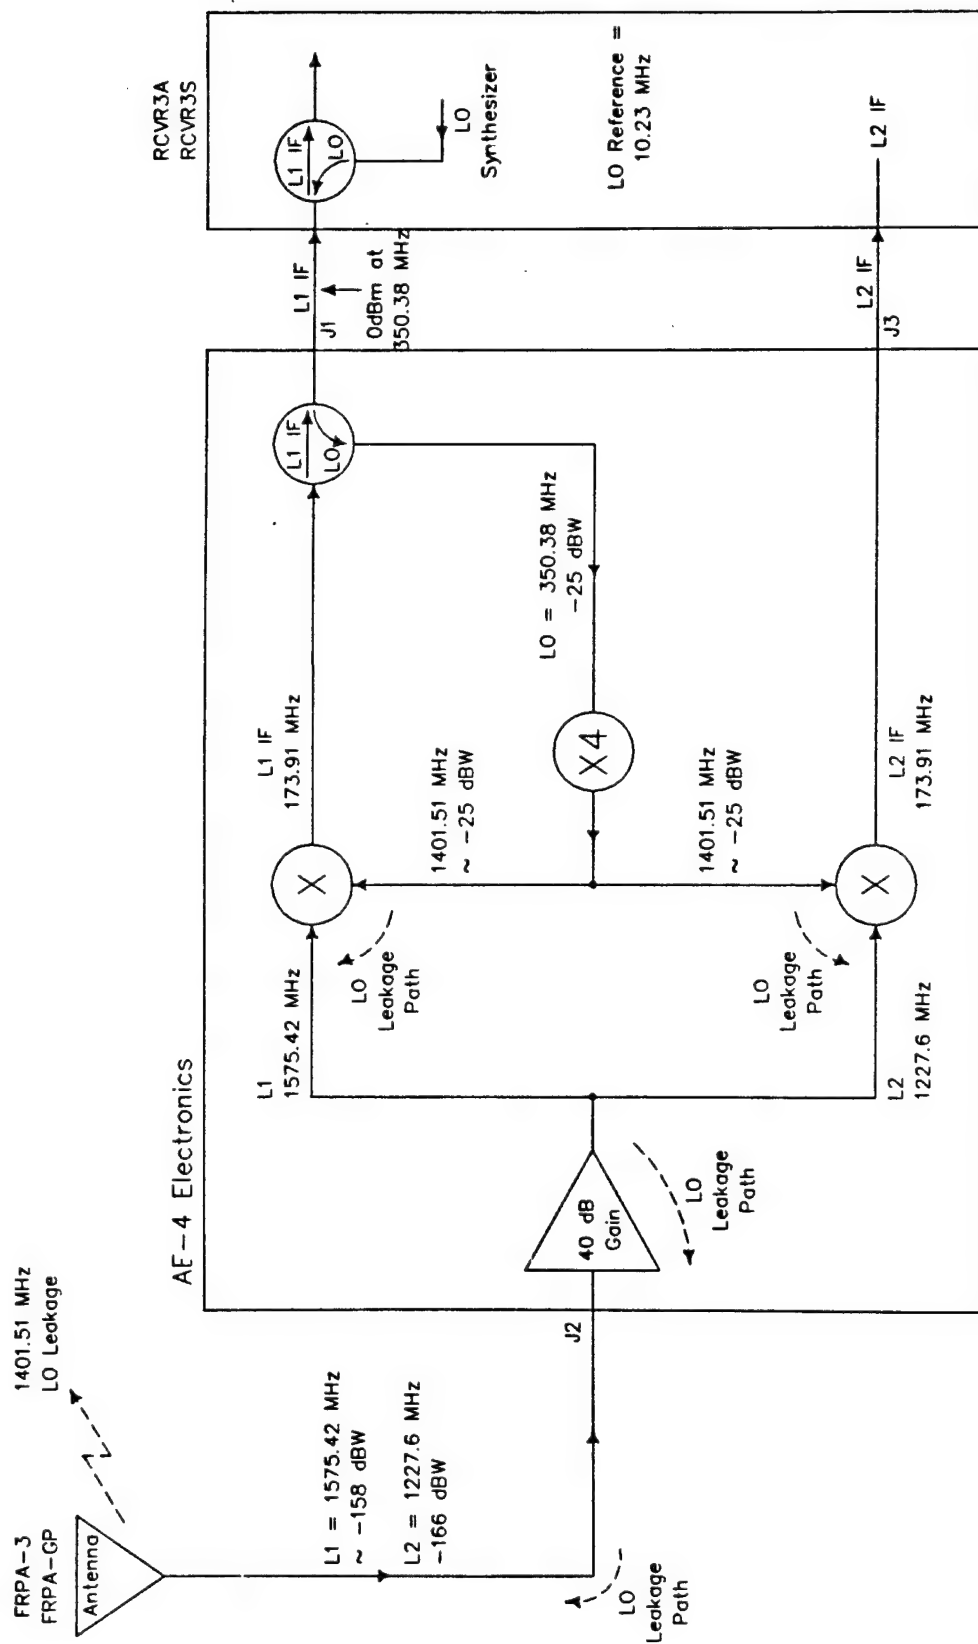 FRPA-3
FRPA-GP
Antenna
1401.51 MHz
LO Leakage
L1 = 1575.42 MHz
~ -158 dBW
L2 = 1227.6 MHz
-166 dBW
LO
Leakage
Path
J2
AE-4 Electronics
40 dB
Gain
LO
Leakage
Path
L1
1575.42 MHz
L2
1227.6 MHz
LO
Leakage
Path
LO
Leakage
Path
X
X
1401.51 MHz
~ -25 dBW
1401.51 MHz
~ -25 dBW
X4
L1 IF
173.91 MHz
L2 IF
173.91 MHz
LO = 350.38 MHz
-25 dBW
L1 IF
LO
J1
L1 IF
0dBm at
350.38 MHz
J3
L2 IF
RCVR3A
RCVR3S
L1 IF
LO
LO
Synthesizer
LO Reference =
10.23 MHz
L2 IF